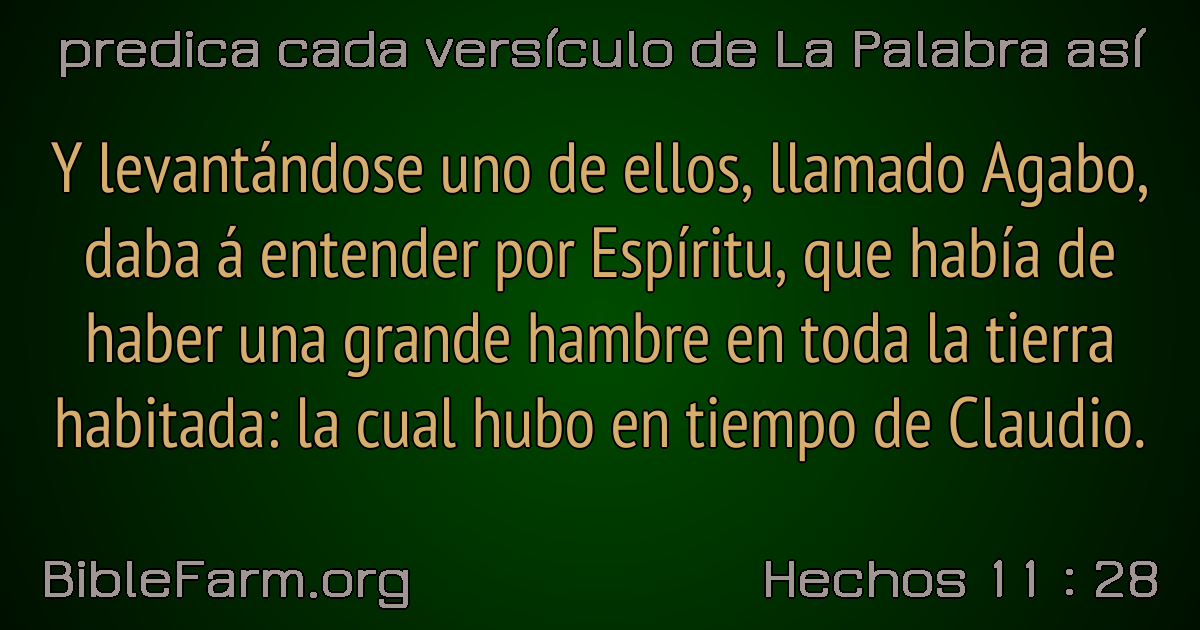 predica cada versículo de La Palabra así
Y levantándose uno de ellos, llamado Agabo,
daba á entender por Espíritu, que había de
haber una grande hambre en toda la tierra
habitada: la cual hubo en tiempo de Claudio.
BibleFarm.org
Hechos 11 : 28